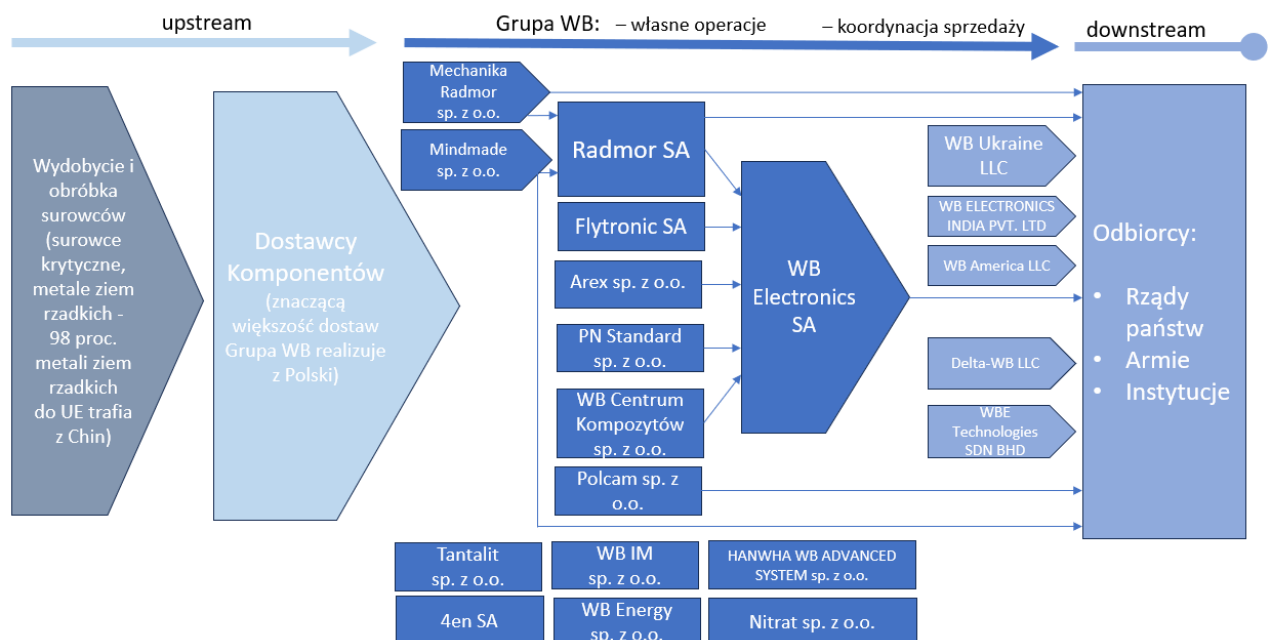 upstream
Grupa WB: – własne operacje – koordynacja sprzedaży
downstream
Wydobycie i
obróbka
surowców
(surowce
krytyczne,
metale ziem
rzadkich -
98 proc.
metali ziem
rzadkich
do UE trafia
z Chin)
Dostawcy
Komponentów
(znaczącą
większość dostaw
Grupa WB realizuje
z Polski)
Mechanika
Radmor
sp. z o.o.
Mindmade
sp. z o.o.
Radmor SA
Flytronic SA
Arex sp. z o.o.
PN Standard
sp. z o.o.
WB Centrum
Kompozytów
sp. z o.o.
Polcam sp. z
o.o.
WB
Electronics
SA
WB Ukraine
LLC
WB ELECTRONICS
INDIA PVT. LTD
WB America LLC
Delta-WB LLC
WBE
Technologies
SDN BHD
Odbiorcy:
• Rządy
państw
• Armie
• Instytucje
Tantalit
sp. z o.o.
WB IM
sp. z o.o.
HANWHA WB ADVANCED
SYSTEM sp. z o.o.
4en SA
WB Energy
sp. z o.o.
Nitrat sp. z o.o.